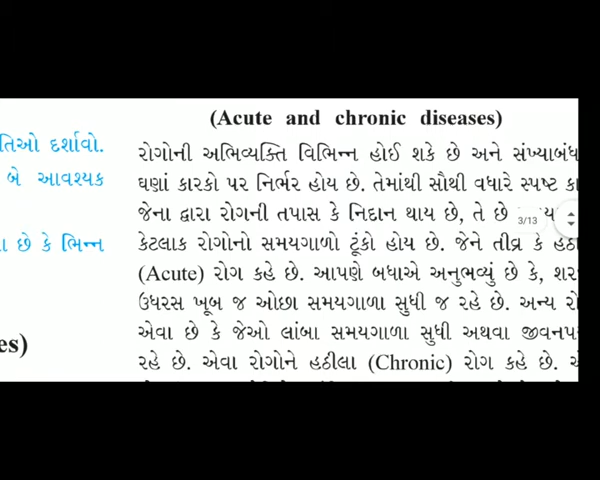 (Acute and chronic diseases)
તિઓ દર્શાવો.
બે આવશ્યક
છે કે ભિન્ન
es)
રોગોની અભિવ્યક્તિ વિભિન્ન હોઈ શકે છે અને સંખ્યાબંધ
ઘણાં કારકો પર નિર્ભર હોય છે. તેમાંથી સૌથી વધારે સ્પષ્ટ કા
જેના દ્વારા રોગની તપાસ કે નિદાન થાય છે, તે છે
3/13
કેટલાક રોગોનો સમયગાળો ટૂંકો હોય છે. જેને તીવ્ર કે હઠા
(Acute) રોગ કહે છે. આપણે બધાએ અનુભવ્યું છે કે, શર
ઉધરસ ખૂબ જ ઓછા સમયગાળા સુધી જ રહે છે. અન્ય રો
એવા છે કે જેઓ લાંબા સમયગાળા સુધી અથવા જીવનપ
રહે છે. એવા રોગોને હઠીલા (Chronic) રોગ કહે છે.